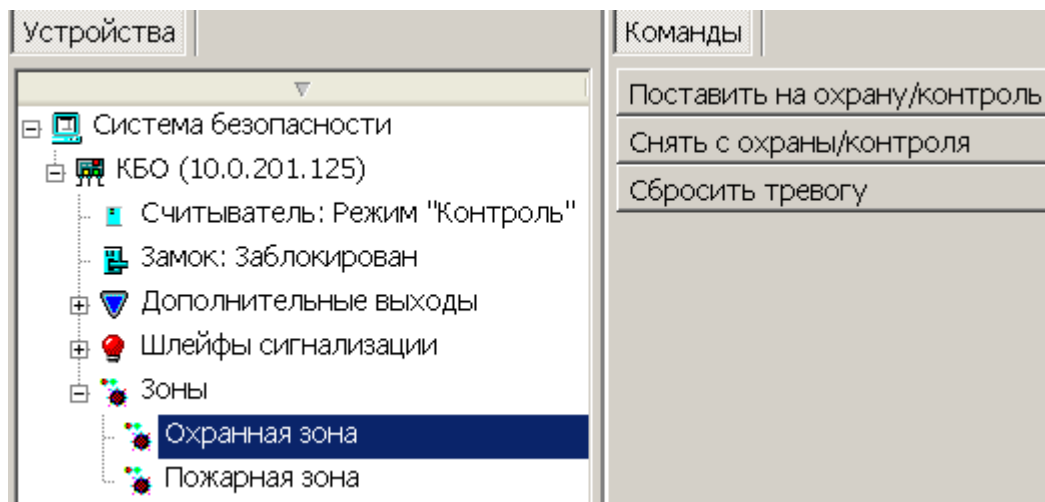 Устройства
Система безопасности
КБО (10.0.201.125)
Считыватель: Режим "Контроль"
Замок: Заблокирован
Дополнительные выходы
Шлейфы сигнализации
Зоны
Охранная зона
Пожарная зона
Команды
Поставить на охрану/контроль
Снять с охраны/контроля
Сбросить тревогу